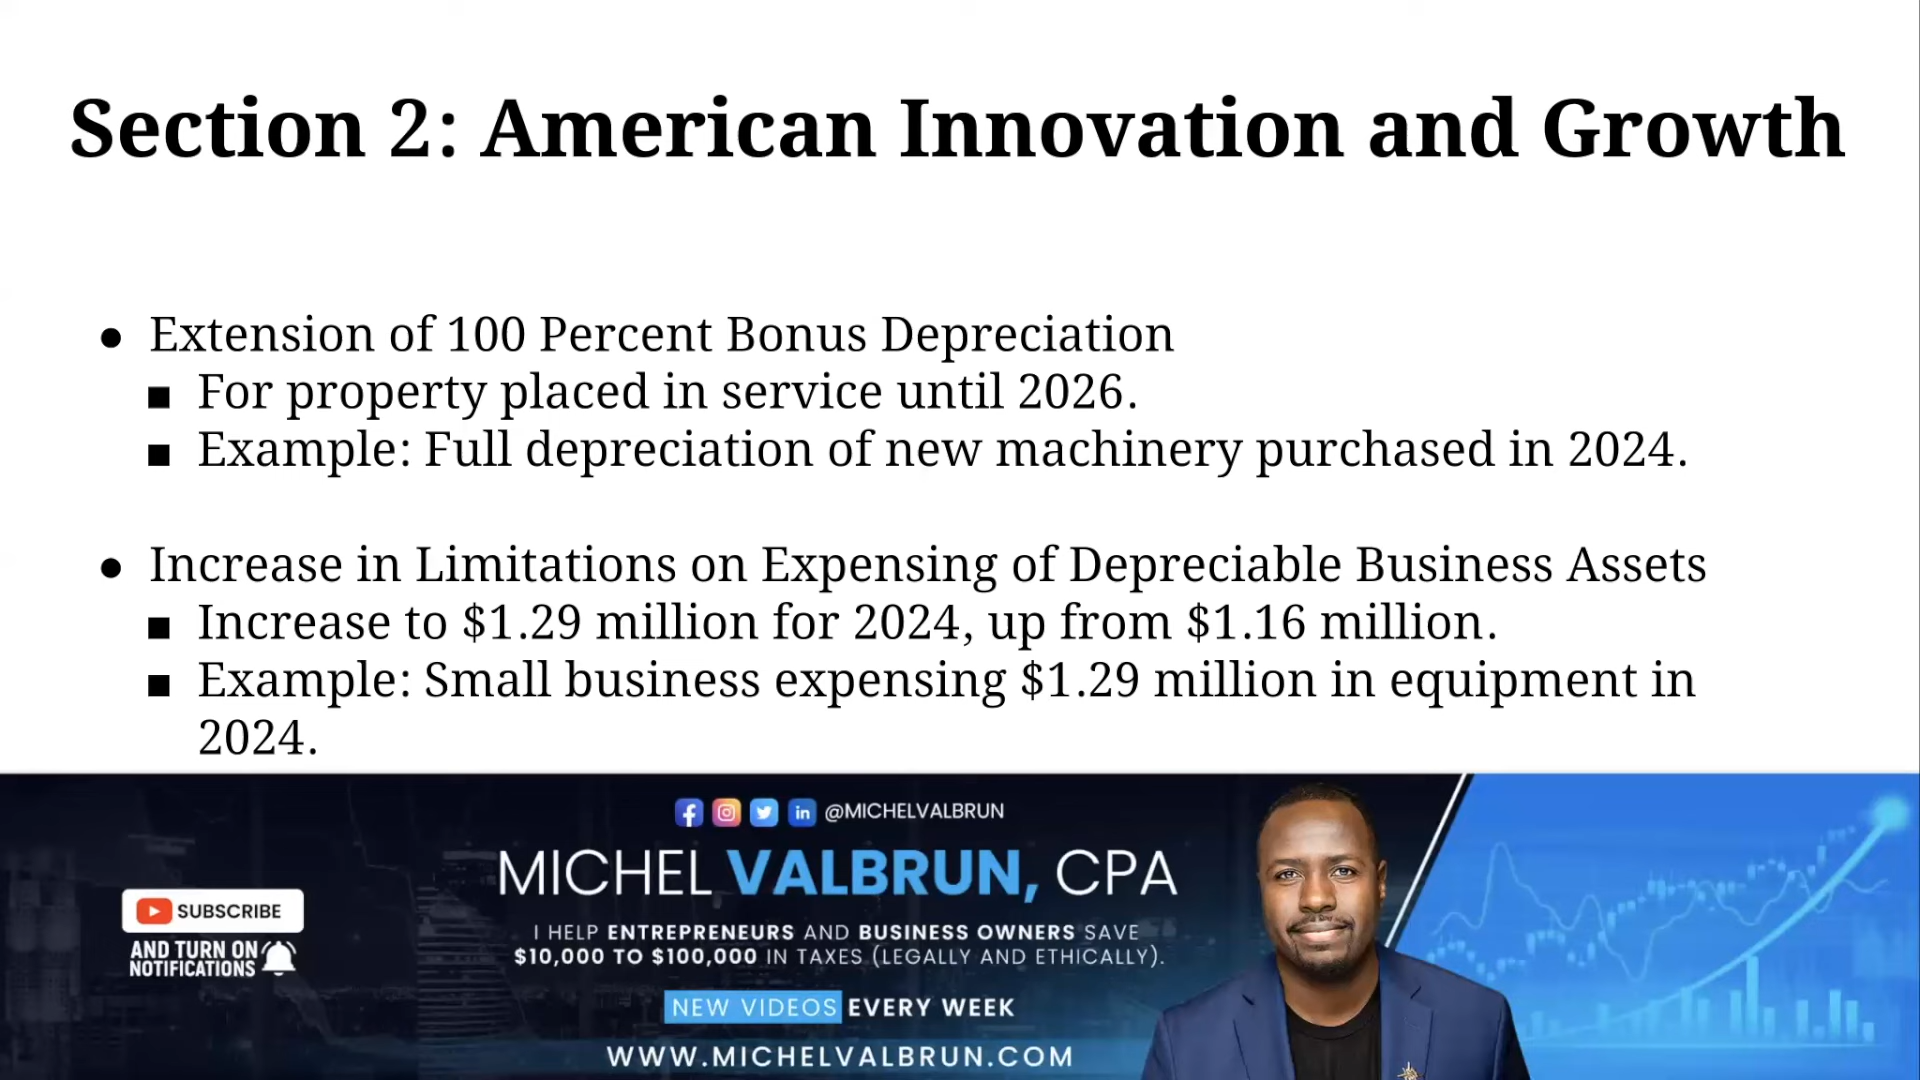 Section 2: American Innovation and Growth
● Extension of 100 Percent Bonus Depreciation
■ For property placed in service until 2026.
■ Example: Full depreciation of new machinery purchased in 2024.
● Increase in Limitations on Expensing of Depreciable Business Assets
■ Increase to $1.29 million for 2024, up from $1.16 million.
■ Example: Small business expensing $1.29 million in equipment in
2024.
@MICHELVALBRUN
MICHEL VALBRUN, CPA
SUBSCRIBE
AND TURN ON
NOTIFICATIONS
I HELP ENTREPRENEURS AND BUSINESS OWNERS SAVE
$10,000 TO $100,000 IN TAXES (LEGALLY AND ETHICALLY).
NEW VIDEOS EVERY WEEK
WWW.MICHELVALBRUN.COM